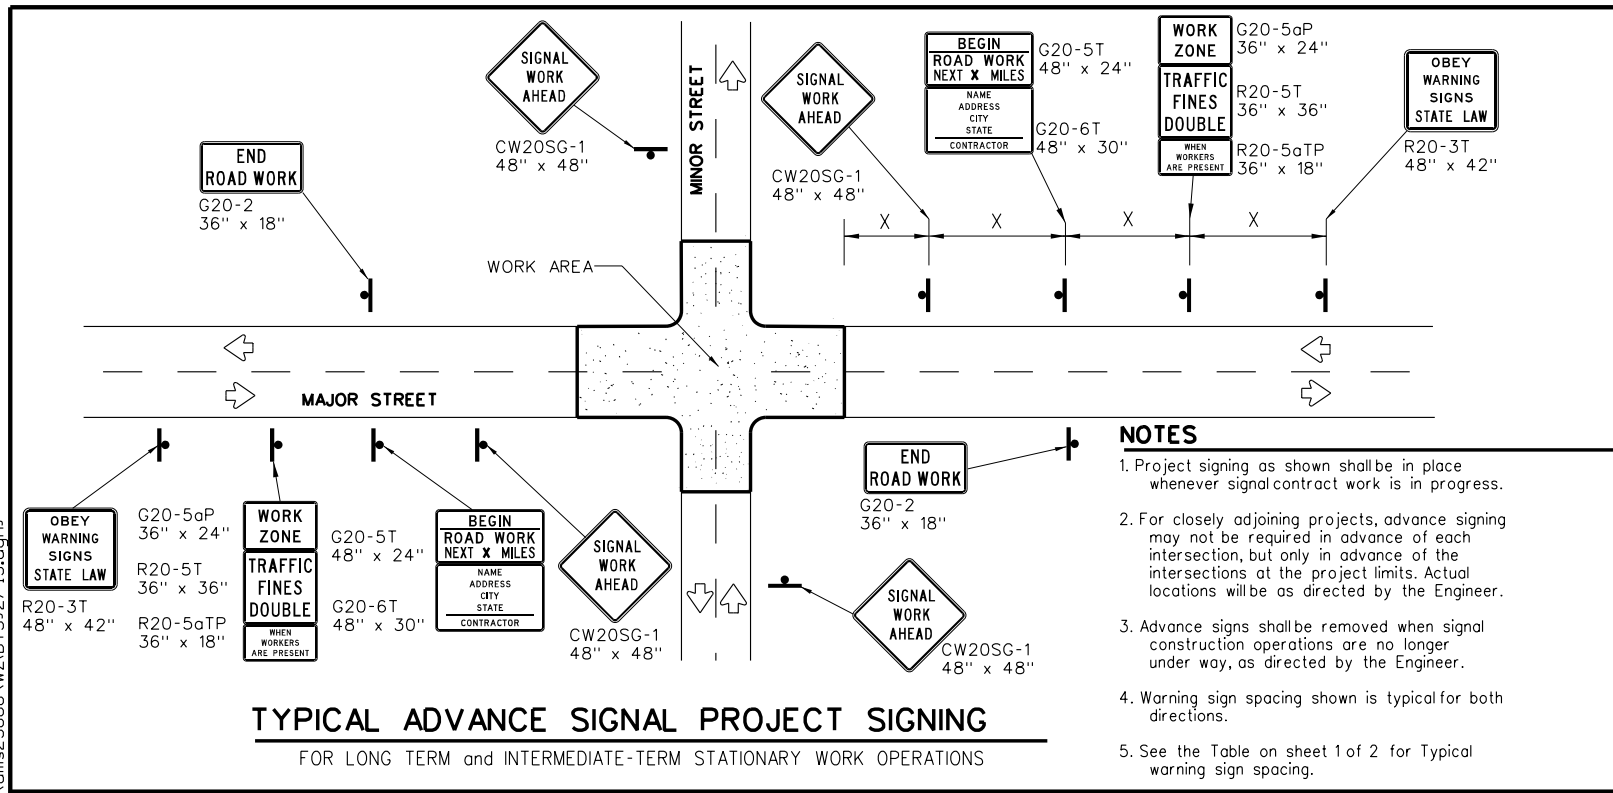 SIGNAL
WORK
AHEAD
CW20SG-1
48" x 48"
END
ROAD WORK
G20-2
36" x 18"
MINOR STREET
SIGNAL
WORK
AHEAD
CW20SG-1
48" x 48"
BEGIN
ROAD WORK
NEXT X MILES
NAME
ADDRESS
CITY
STATE
CONTRACTOR
G20-5T
48" x 24"
G20-6T
48" x 30"
WORK
ZONE
TRAFFIC
FINES
DOUBLE
WHEN
WORKERS
ARE PRESENT
G20-5aP
36" x 24"
R20-5T
36" x 36"
R20-5aTP
36" x 18"
OBEY
WARNING
SIGNS
STATE LAW
R20-3T
48" x 42"
X
X
X
X
WORK AREA
MAJOR STREET
OBEY
WARNING
SIGNS
STATE LAW
R20-3T
48" x 42"
G20-5aP
36" x 24"
R20-5T
36" x 36"
R20-5aTP
36" x 18"
WORK
ZONE
TRAFFIC
FINES
DOUBLE
WHEN
WORKERS
ARE PRESENT
G20-5T
48" x 24"
G20-6T
48" x 30"
BEGIN
ROAD WORK
NEXT X MILES
NAME
ADDRESS
CITY
STATE
CONTRACTOR
SIGNAL
WORK
AHEAD
CW20SG-1
48" x 48"
END
ROAD WORK
G20-2
36" x 18"
SIGNAL
WORK
AHEAD
CW20SG-1
48" x 48"
TYPICAL ADVANCE SIGNAL PROJECT SIGNING
FOR LONG TERM and INTERMEDIATE-TERM STATIONARY WORK OPERATIONS
NOTES
1. Project signing as shown shall be in place
whenever signal contract work is in progress.
2. For closely adjoining projects, advance signing
may not be required in advance of each
intersection, but only in advance of the
intersections at the project limits. Actual
locations will be as directed by the Engineer.
3. Advance signs shall be removed when signal
construction operations are no longer
under way, as directed by the Engineer.
4. Warning sign spacing shown is typical for both
directions.
5. See the Table on sheet 1 of 2 for Typical
warning sign spacing.